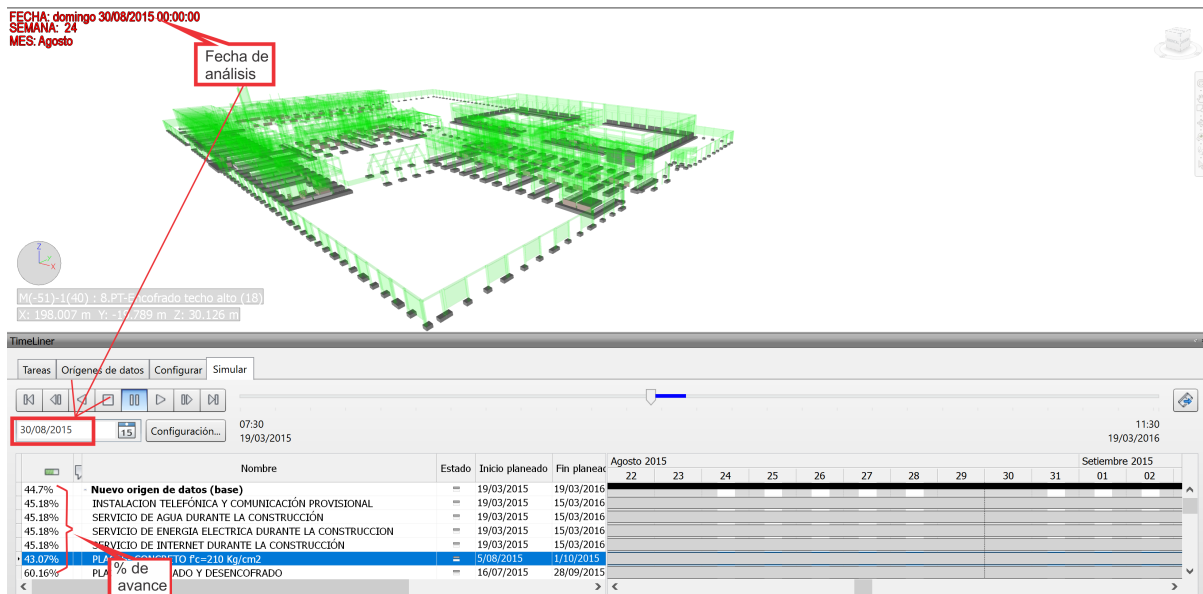 FECHA: domingo 30/08/2015 00:00:00
SEMANA: 24
MES: Agosto
Fecha de
análisis
Z
Y
X
M(-51)-1(40) : 8.PT-Encofrado techo alto (18)
X: 198.007 m Y: -19.789 m Z: 30.126 m
TimeLiner
Tareas Orígenes de datos Configurar Simular
30/08/2015 15 Configuración...
07:30
19/03/2015
11:30
19/03/2016
Nombre Estado Inicio planeado Fin planeac
Agosto 2015 Setiembre 2015
22 23 24 25 26 27 28 29 30 31 01 02
44.7% Nuevo origen de datos (base) 19/03/2015 19/03/2016
45.18% INSTALACION TELEFÓNICA Y COMUNICACIÓN PROVISIONAL 19/03/2015 15/03/2016
45.18% SERVICIO DE AGUA DURANTE LA CONSTRUCCIÓN 19/03/2015 15/03/2016
45.18% SERVICIO DE ENERGIA ELECTRICA DURANTE LA CONSTRUCCION 19/03/2015 15/03/2016
45.18% SERVICIO DE INTERNET DURANTE LA CONSTRUCCIÓN 19/03/2015 15/03/2016
43.07% CONCRETO f'c=210 Kg/cm2 5/08/2015 1/10/2015
60.16% Y DESENCOFRADO 16/07/2015 28/09/2015
% de
avance